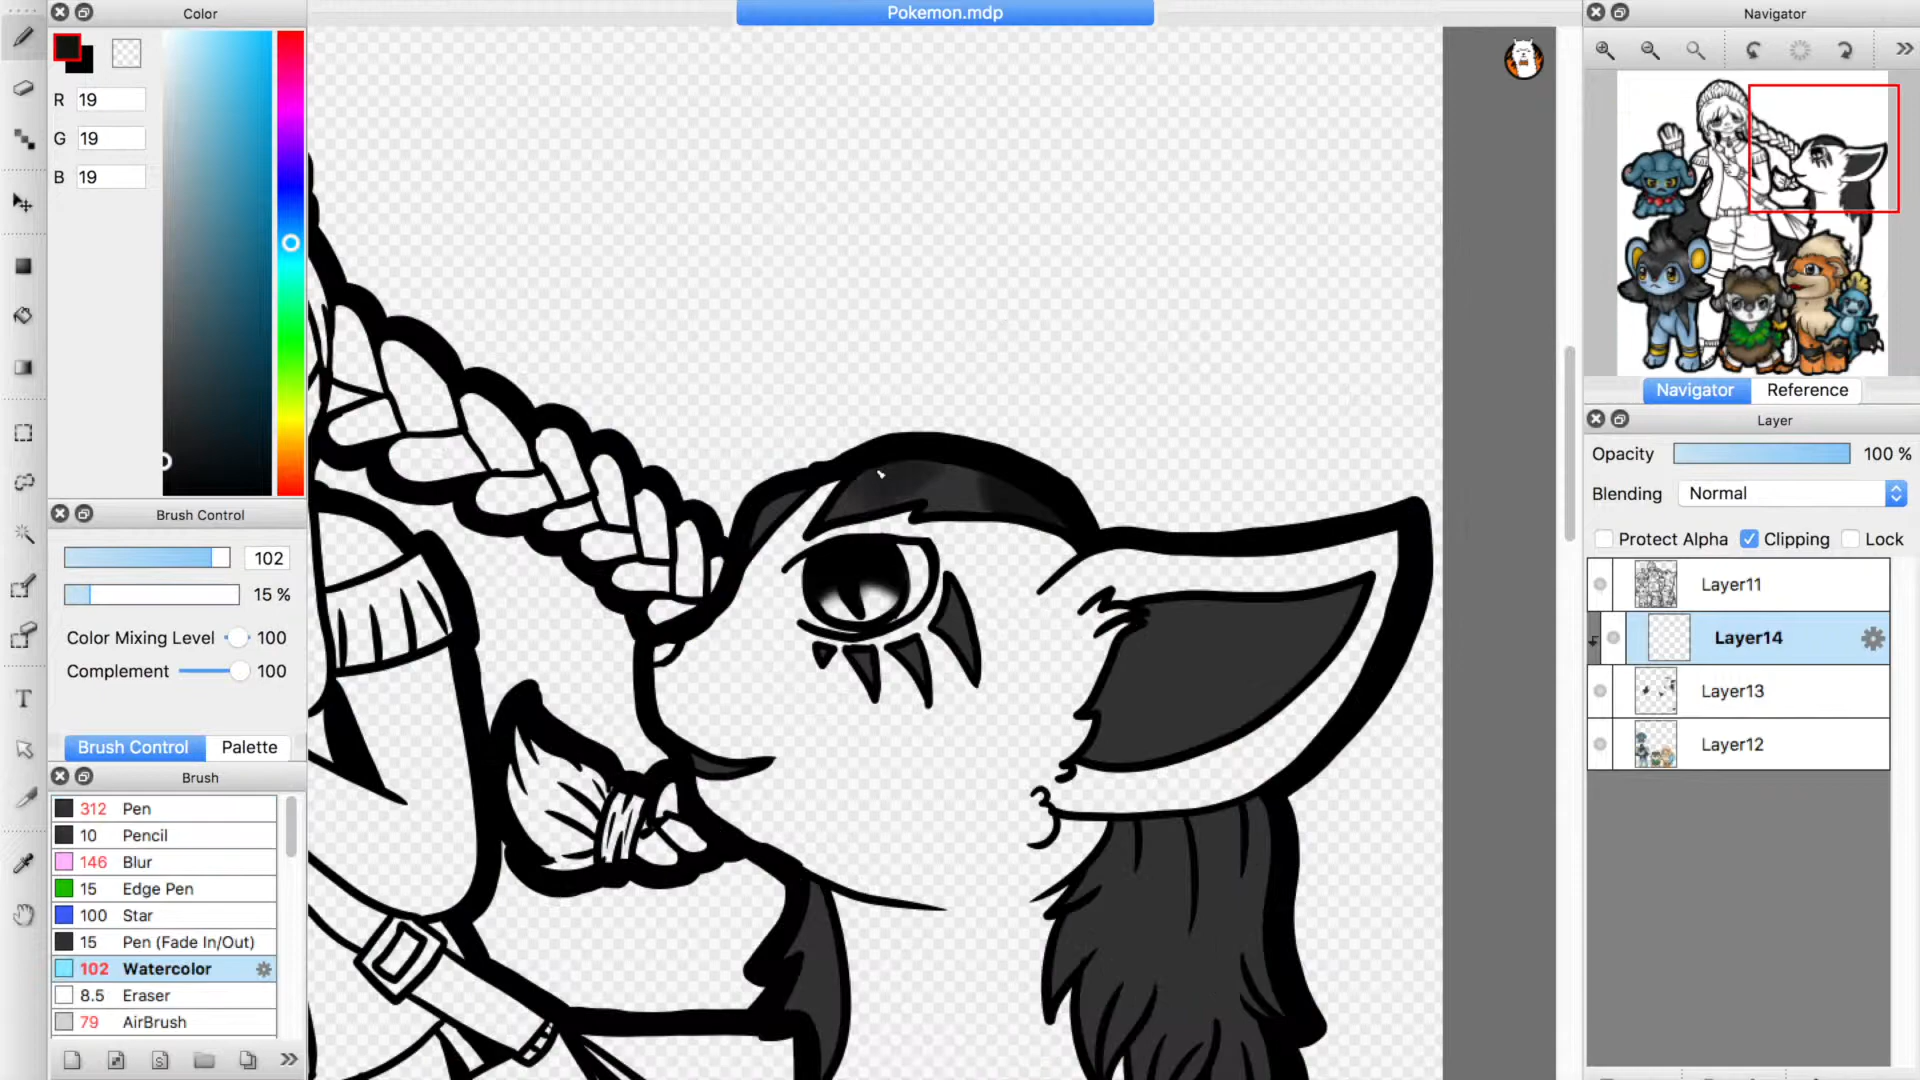 Color
Pokemon.mdp
Navigator
R 19
G 19
B 19
Brush Control
102
15 %
Color Mixing Level 100
Complement 100
Brush Control Palette
Brush
312 Pen
10 Pencil
146 Blur
15 Edge Pen
100 Star
15 Pen (Fade In/Out)
102 Watercolor
8.5 Eraser
79 AirBrush
Navigator Reference
Layer
Opacity 100 %
Blending Normal
Protect Alpha Clipping Lock
Layer11
Layer14
Layer13
Layer12